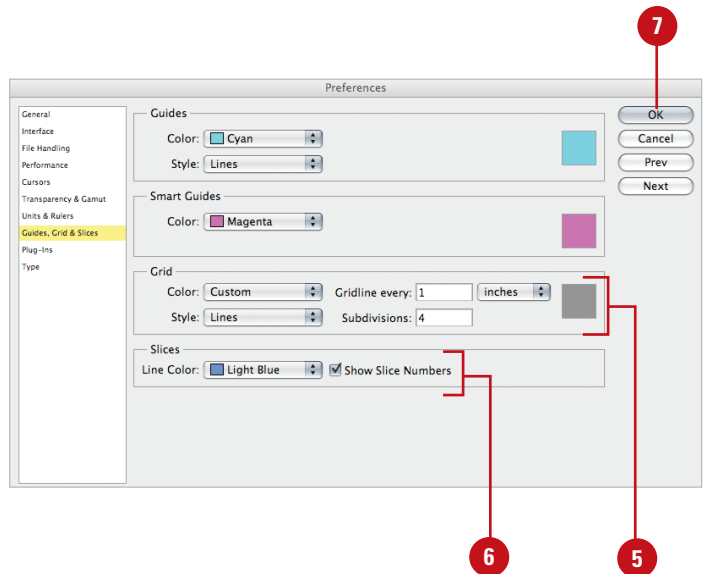 7
Preferences
General
Interface
File Handling
Performance
Cursors
Transparency & Gamut
Units & Rulers
Guides, Grid & Slices
Plug-Ins
Type
Guides
Color: Cyan
Style: Lines
Smart Guides
Color: Magenta
Grid
Color: Custom Gridline every: 1 inches
Style: Lines Subdivisions: 4
Slices
Line Color: Light Blue Show Slice Numbers
OK
Cancel
Prev
Next
6
5